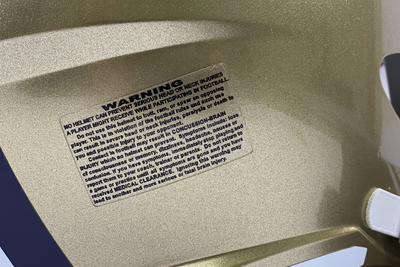 WARNING
NO HELMET CAN PREVENT SERIOUS HEAD OR NECK INJURIES
A PLAYER MIGHT RECEIVE WHILE PARTICIPATING IN FOOTBALL.
Do not use this helmet to butt, ram, or spear an opposing
player. This is in violation of the football rules and such use
can result in severe head or neck injuries, paralysis or death to
you and possible injury to your opponent.
Contact in football may result in CONCUSSION-BRAIN
INJURY which no helmet can prevent. Symptoms include: loss
of consciousness or memory, dizziness, headache, nausea or
confusion. If you have symptoms, immediately stop playing and
report them to your coach, trainer and parents. Do not return to
a game or practice until all symptoms are gone and you have
received MEDICAL CLEARANCE. Ignoring this warning may
lead to another and more serious or fatal brain injury.